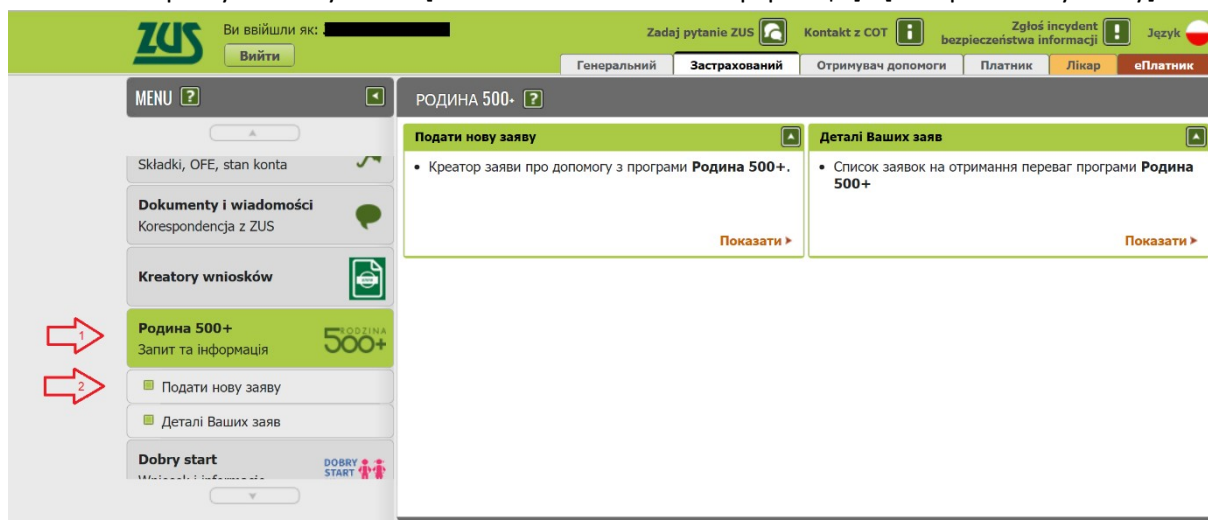 ZUS
Ви ввійшли як:
Вийти
Zadaj pytanie ZUS
Kontakt z COT
Zgłoś incydent
bezpieczeństwa informacji
Język
Генеральний
Застрахований
Отримувач допомоги
Платник
Лікар
еПлатник
MENU ?
Składki, OFE, stan konta
Dokumenty i wiadomości
Korespondencja z ZUS
Kreatory wniosków
1
Родина 500+
Запит та інформація
RODZINA
500+
2
Подати нову заяву
Деталі Ваших заяв
Dobry start
DOBRY
START
РОДИНА 500+ ?
Подати нову заяву
• Креатор заяви про допомогу з програми Родина 500+.
Показати
Деталі Ваших заяв
• Список заявок на отримання переваг програми Родина
500+
Показати